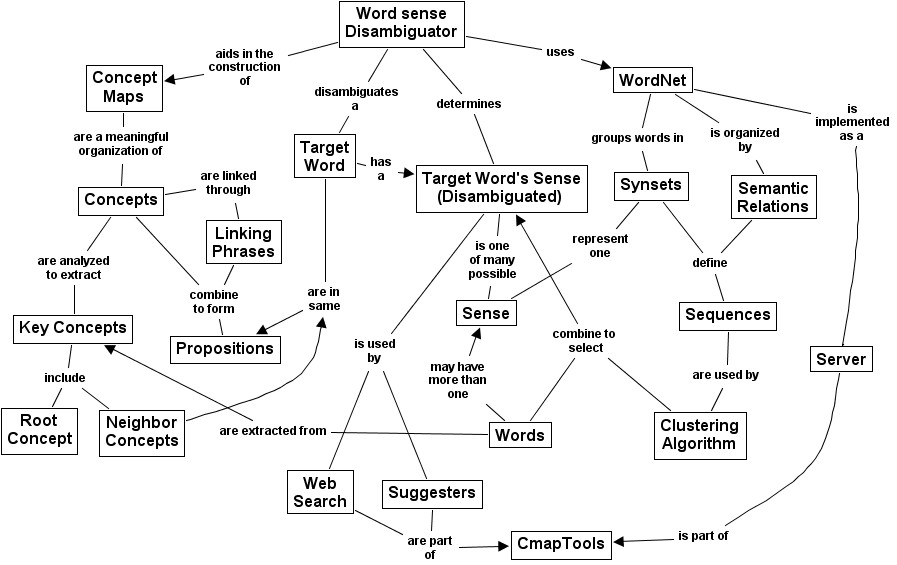 Word sense
Disambiguator
aids in the
construction
of
uses
Concept
Maps
disambiguates
a
determines
WordNet
is
implemented
as a
are a meaningful
organization of
Target
Word
has
a
groups words in
is organized
by
Concepts
are linked
through
Target Word's Sense
(Disambiguated)
Synsets
Semantic
Relations
Linking
Phrases
is one
of many
possible
represent
one
define
are analyzed
to extract
combine
to form
are in
same
Sense
Sequences
Key Concepts
Propositions
is used
by
combine to
select
Server
include
may have
more than
one
are used by
Root
Concept
Neighbor
Concepts
are extracted from
Words
Clustering
Algorithm
Web
Search
Suggesters
are part
of
CmapTools
is part of